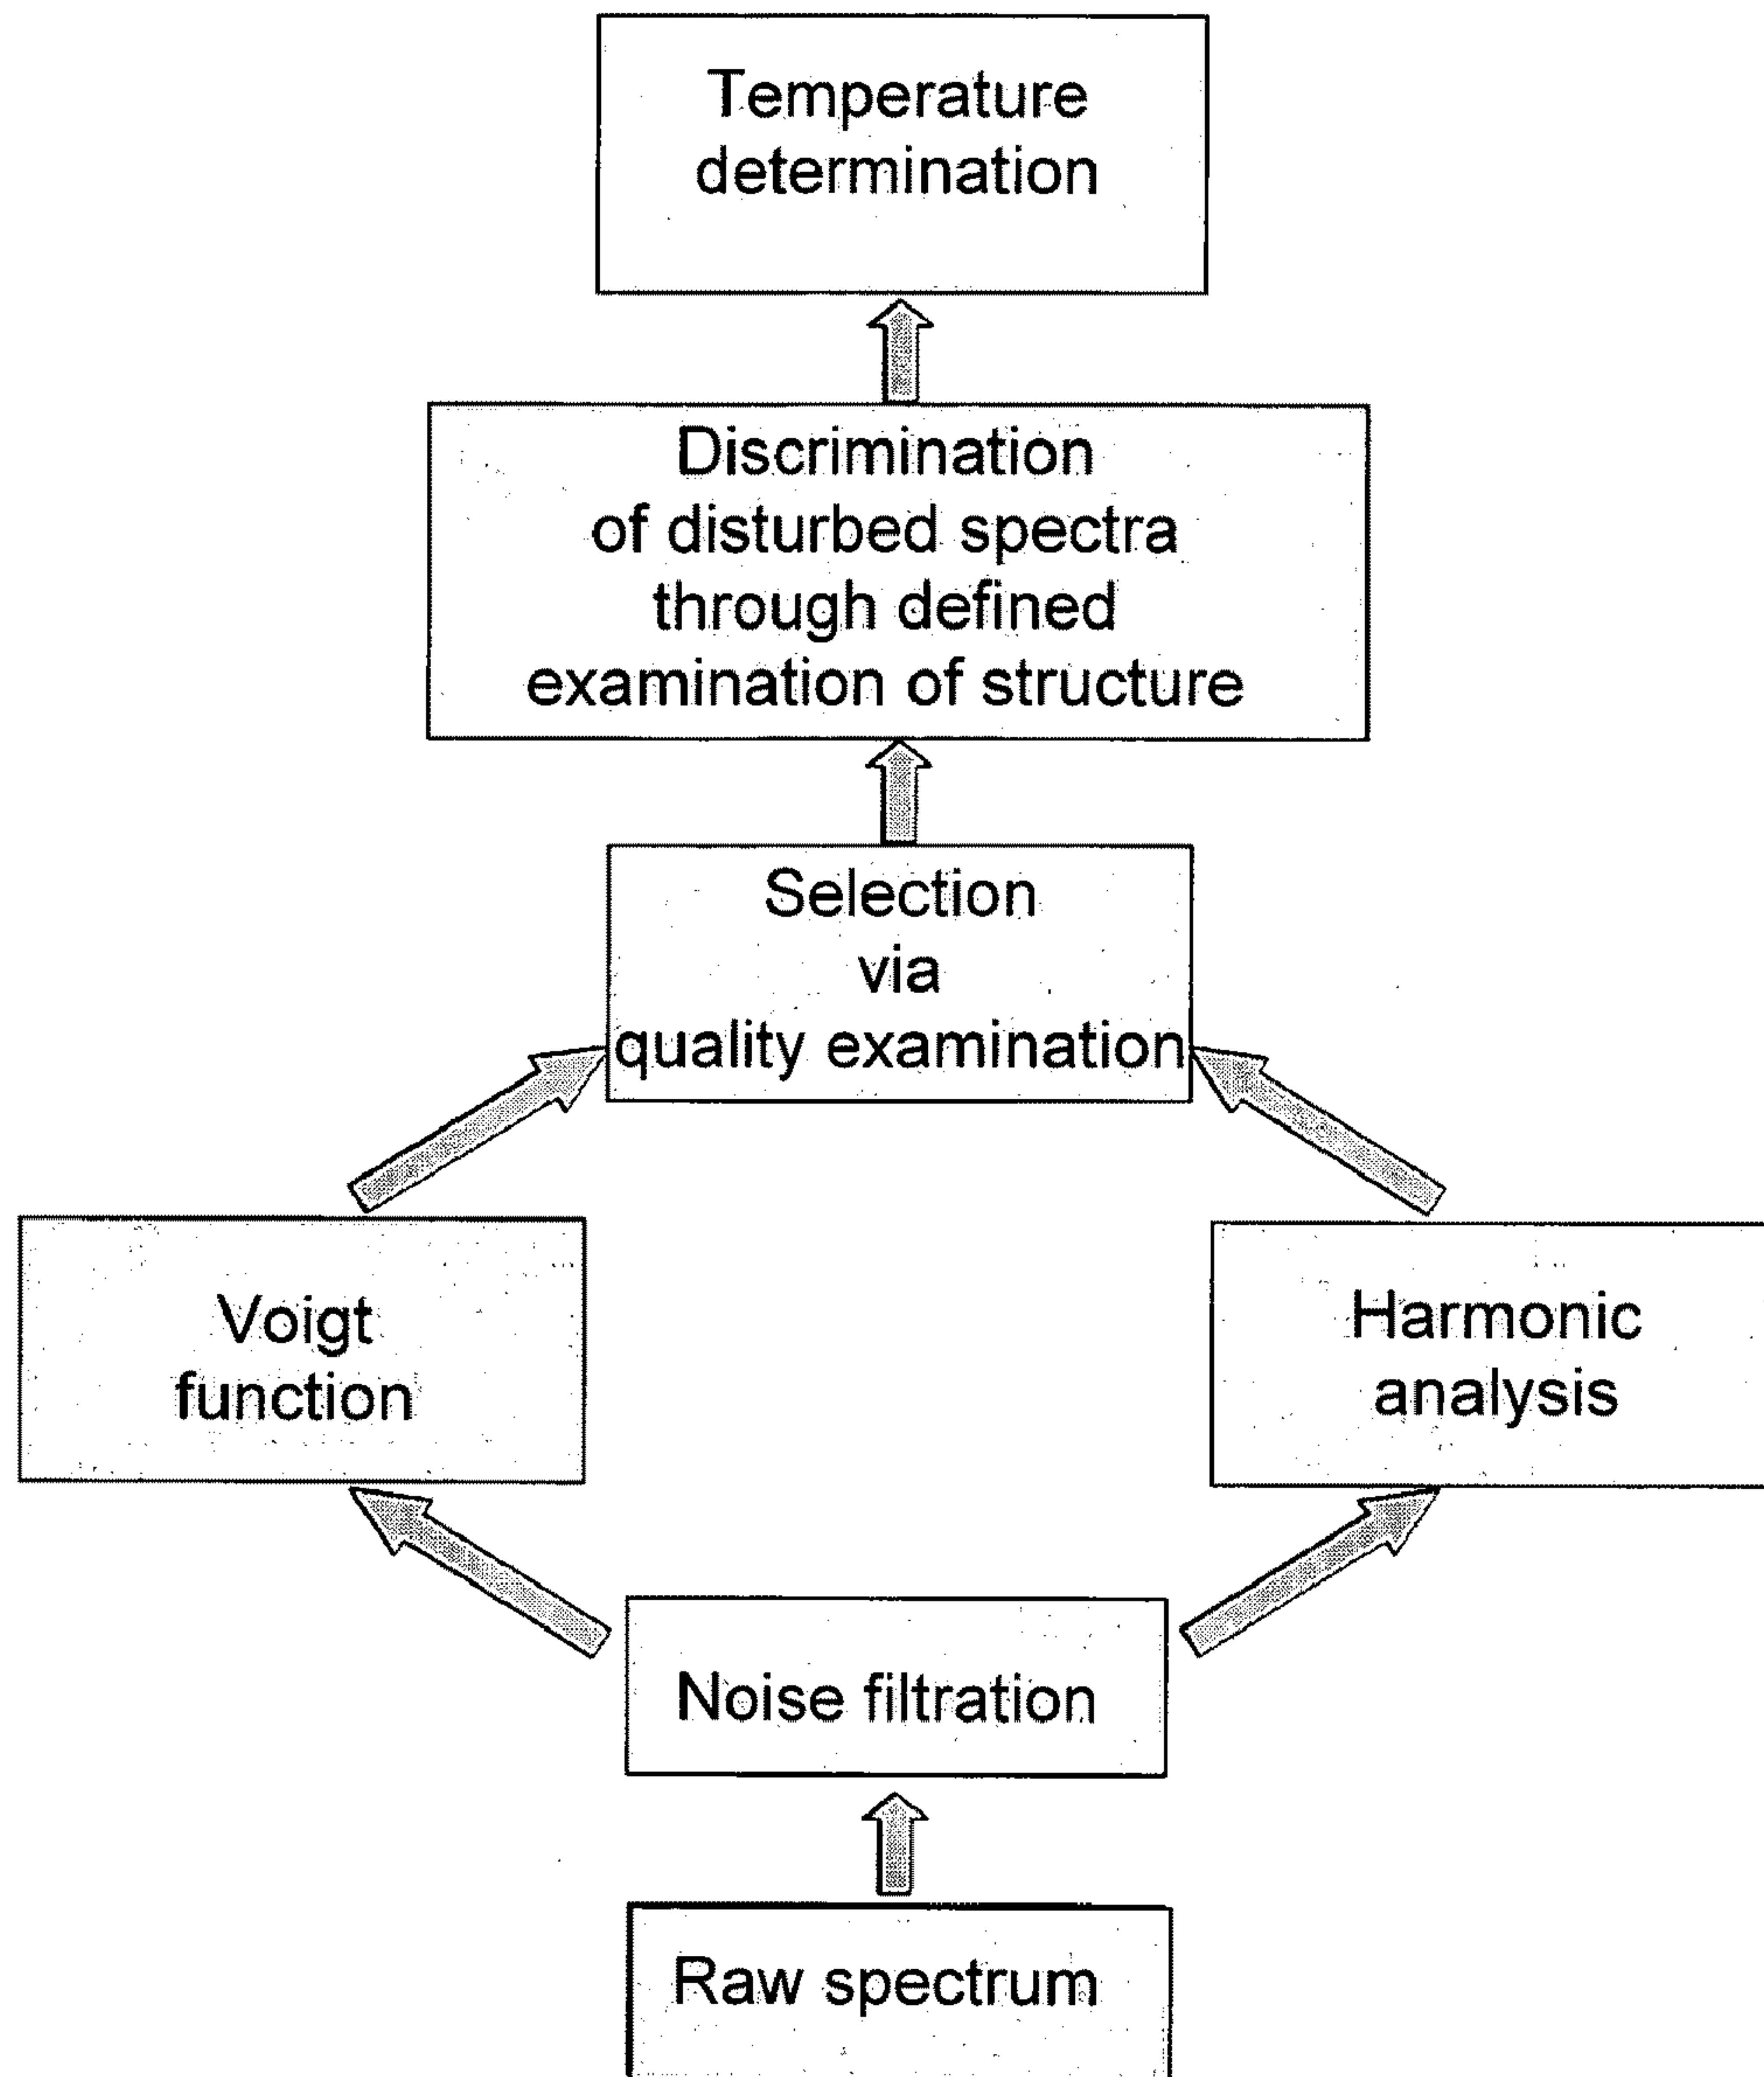 Temperature
determination
Discrimination
of disturbed spectra
through defined
examination of structure
Selection
via
quality examination
Voigt
function
Harmonic
analysis
Noise filtration
Raw spectrum